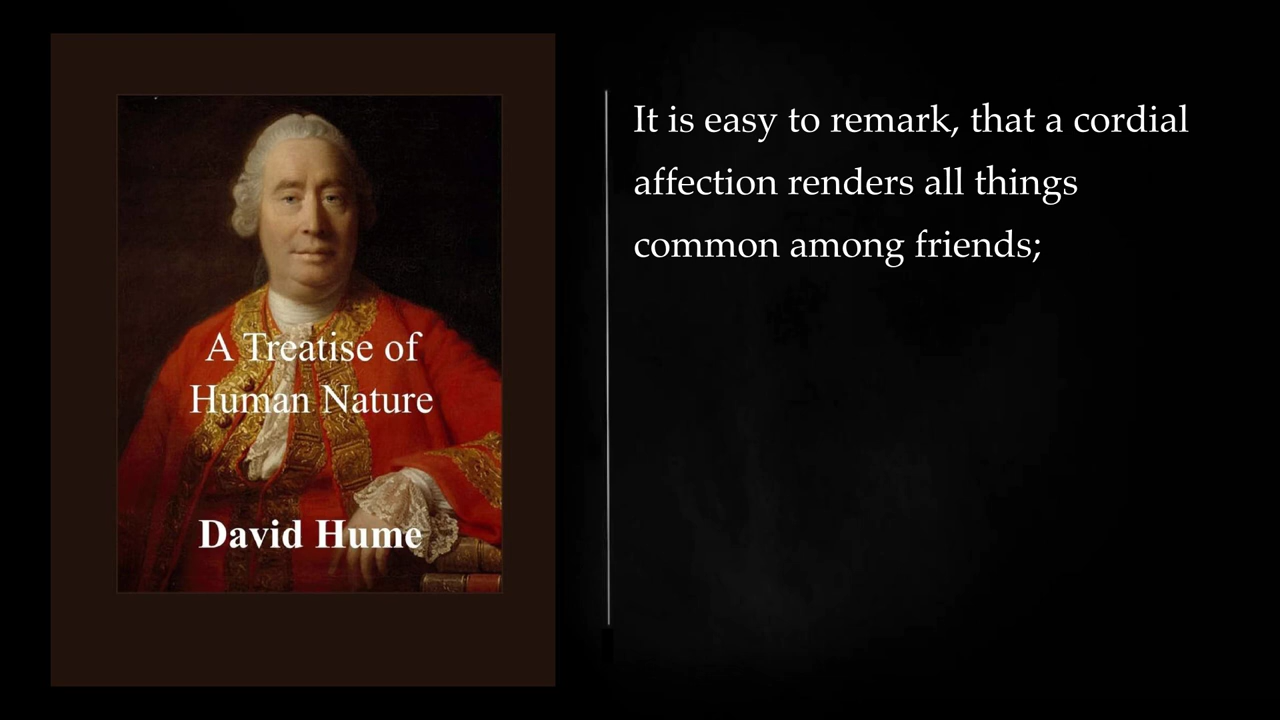 A Treatise of
Human Nature
David Hume
It is easy to remark, that a cordial
affection renders all things
common among friends;